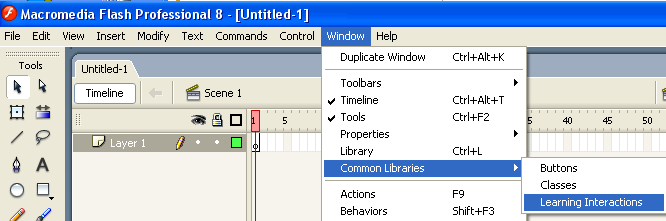 Macromedia Flash Professional 8 - [Untitled-1]
File Edit View Insert Modify Text Commands Control Window Help
Tools
Untitled-1
Timeline
Scene 1
1 5 35 40 45 50
Layer 1
Duplicate Window Ctrl+Alt+K
Toolbars
Timeline Ctrl+Alt+T
Tools Ctrl+F2
Properties
Library Ctrl+L
Common Libraries
Actions F9
Behaviors Shift+F3
Buttons
Classes
Learning Interactions